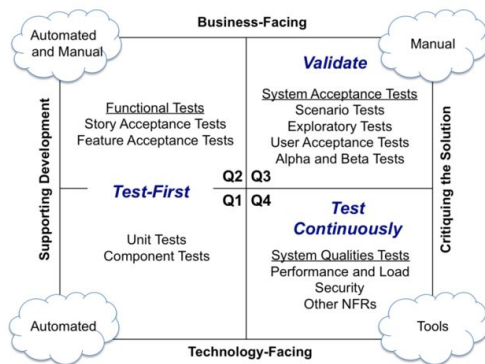 Business-Facing
Automated
and Manual
Manual
Validate
Functional Tests
Story Acceptance Tests
Feature Acceptance Tests
System Acceptance Tests
Scenario Tests
Exploratory Tests
User Acceptance Tests
Alpha and Beta Tests
Supporting Development
Critiquing the Solution
Test-First
Q2 Q3
Q1 Q4
Test
Continuously
Unit Tests
Component Tests
System Qualities Tests
Performance and Load
Security
Other NFRs
Automated
Tools
Technology-Facing